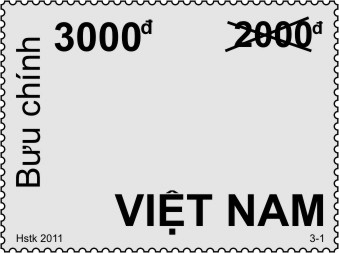 3000đ
2000đ
Bưu chính
VIỆT NAM
Hstk 2011
3-1